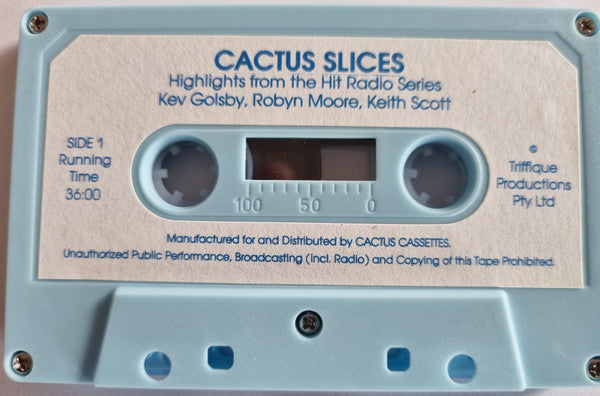 CACTUS SLICES
Highlights from the Hit Radio Series
Kev Golsby, Robyn Moore, Keith Scott
SIDE 1
Running
Time
36:00
©
Triffique
Productions
Pty Ltd
100 50 0
Manufactured for and Distributed by CACTUS CASSETTES.
Unauthorized Public Performance, Broadcasting (incl. Radio) and Copying of this Tape Prohibited.